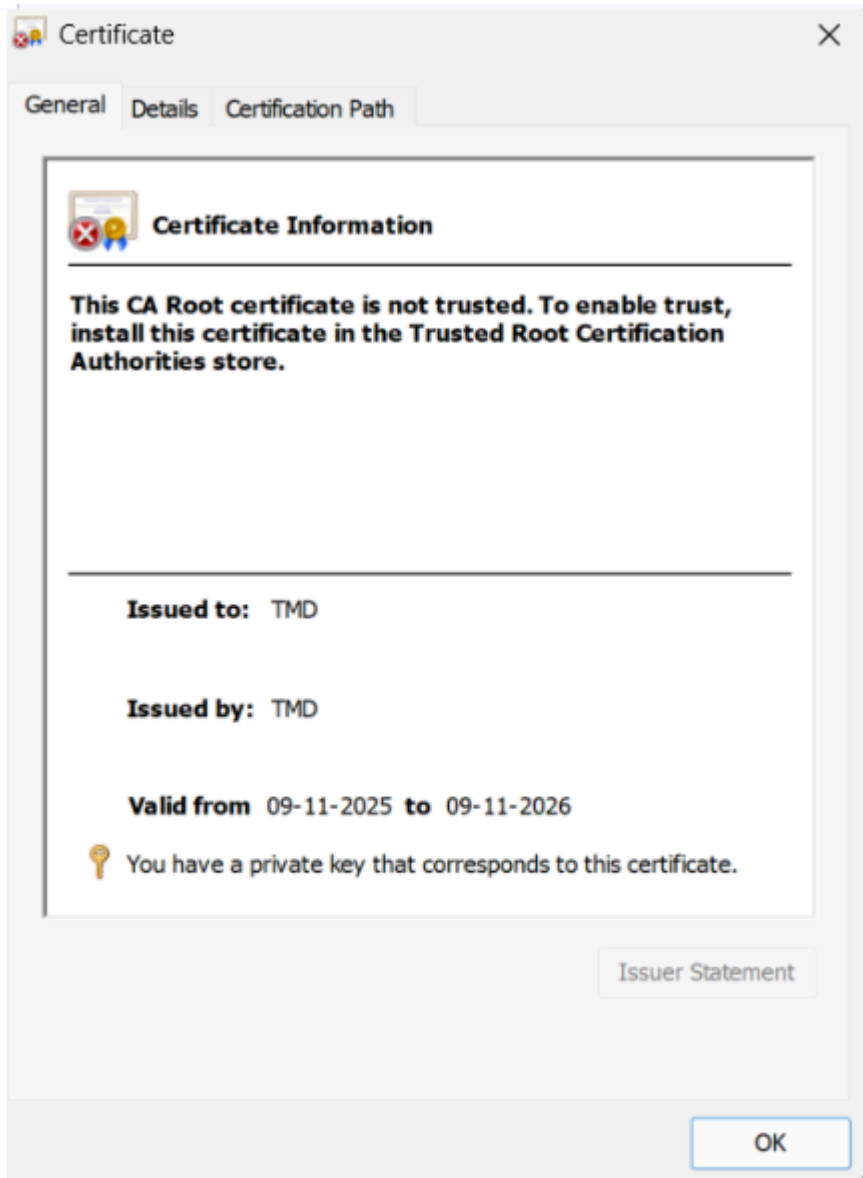 Certificate
General Details Certification Path
Certificate Information
This CA Root certificate is not trusted. To enable trust,
install this certificate in the Trusted Root Certification
Authorities store.
Issued to: TMD
Issued by: TMD
Valid from 09-11-2025 to 09-11-2026
You have a private key that corresponds to this certificate.
Issuer Statement
OK